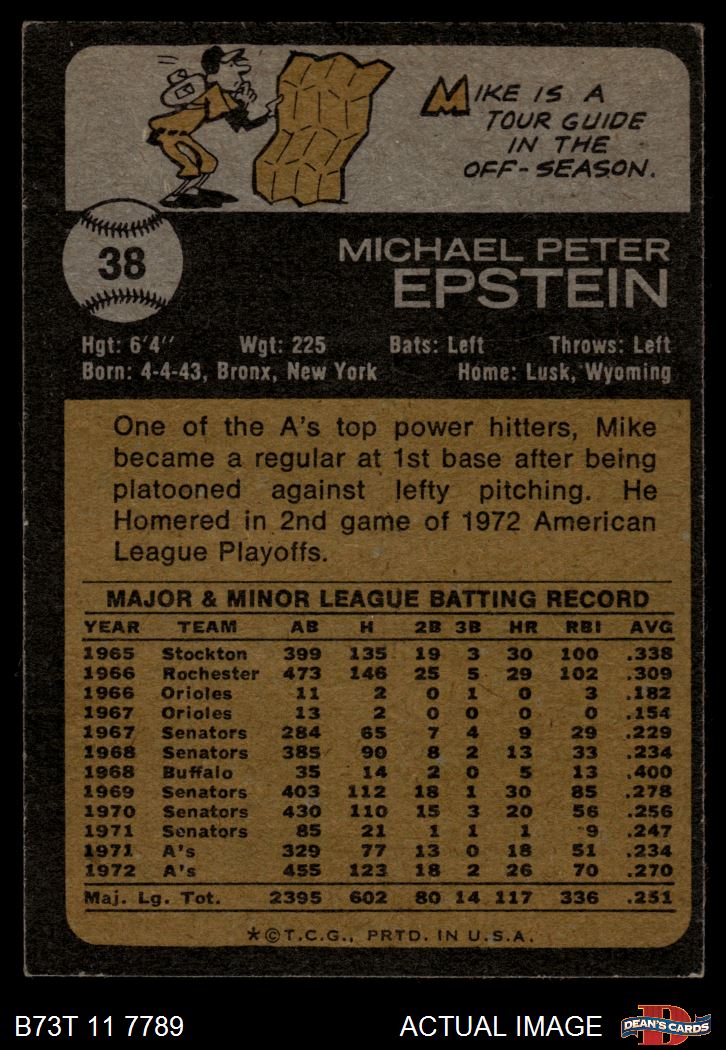 MIKE IS A
TOUR GUIDE
IN THE
OFF-SEASON.
38
MICHAEL PETER
EPSTEIN
Hgt: 6'4" Wgt: 225 Bats: Left Throws: Left
Born: 4-4-43, Bronx, New York Home: Lusk, Wyoming
One of the A's top power hitters, Mike
became a regular at 1st base after being
platooned against lefty pitching. He
Homered in 2nd game of 1972 American
League Playoffs.
MAJOR & MINOR LEAGUE BATTING RECORD
YEAR TEAM AB H 2B 3B HR RBI AVG
1965 Stockton 399 135 19 3 30 100 .338
1966 Rochester 473 146 25 5 29 102 .309
1966 Orioles 11 2 0 1 0 3 .182
1967 Orioles 13 2 0 0 0 0 .154
1967 Senators 284 65 7 4 9 29 .229
1968 Senators 385 90 8 2 13 33 .234
1968 Buffalo 35 14 2 0 5 13 .400
1969 Senators 403 112 18 1 30 85 .278
1970 Senators 430 110 15 3 20 56 .256
1971 Senators 85 21 1 1 1 9 .247
1971 A's 329 77 13 0 18 51 .234
1972 A's 455 123 18 2 26 70 .270
Maj. Lg. Tot. 2395 602 80 14 117 336 .251
*©T.C.G., PRTD. IN U.S.A.
B73T 11 7789 ACTUAL IMAGE
D
DEAN'S CARDS